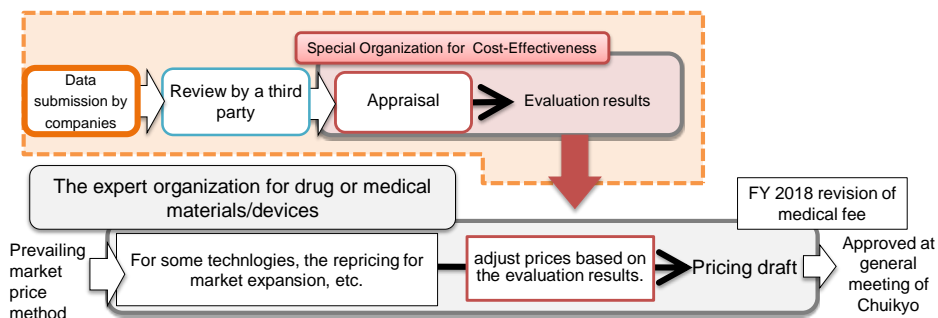 Special Organization for Cost-Effectiveness
Data
submission by
companies
Review by a third
party
Appraisal
Evaluation results
The expert organization for drug or medical
materials/devices
FY 2018 revision of
medical fee
Prevailing
market
price
method
For some technlogies, the repricing for
market expansion, etc.
adjust prices based on
the evaluation results.
Pricing draft
Approved at
general
meeting of
Chuikyo